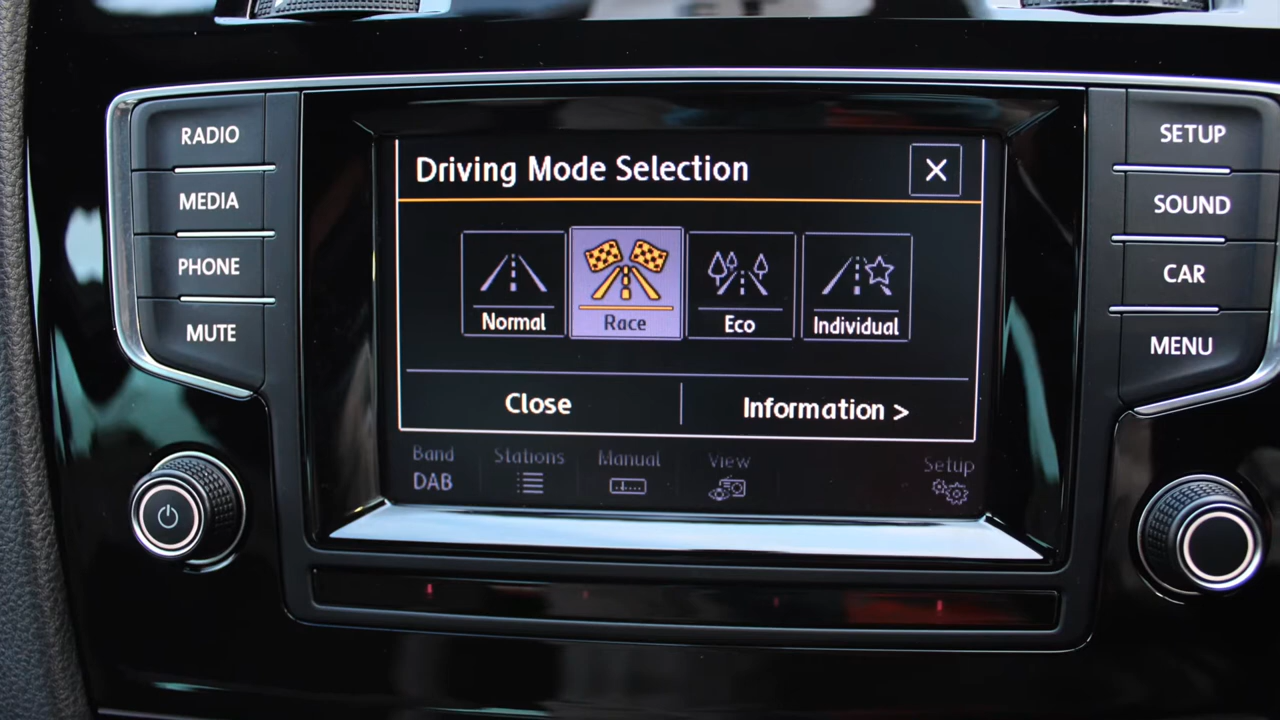 RADIO
MEDIA
PHONE
MUTE
Driving Mode Selection
Normal
Race
Eco
Individual
Close
Information >
Band
DAB
Stations
Manual
View
Setup
SETUP
SOUND
CAR
MENU